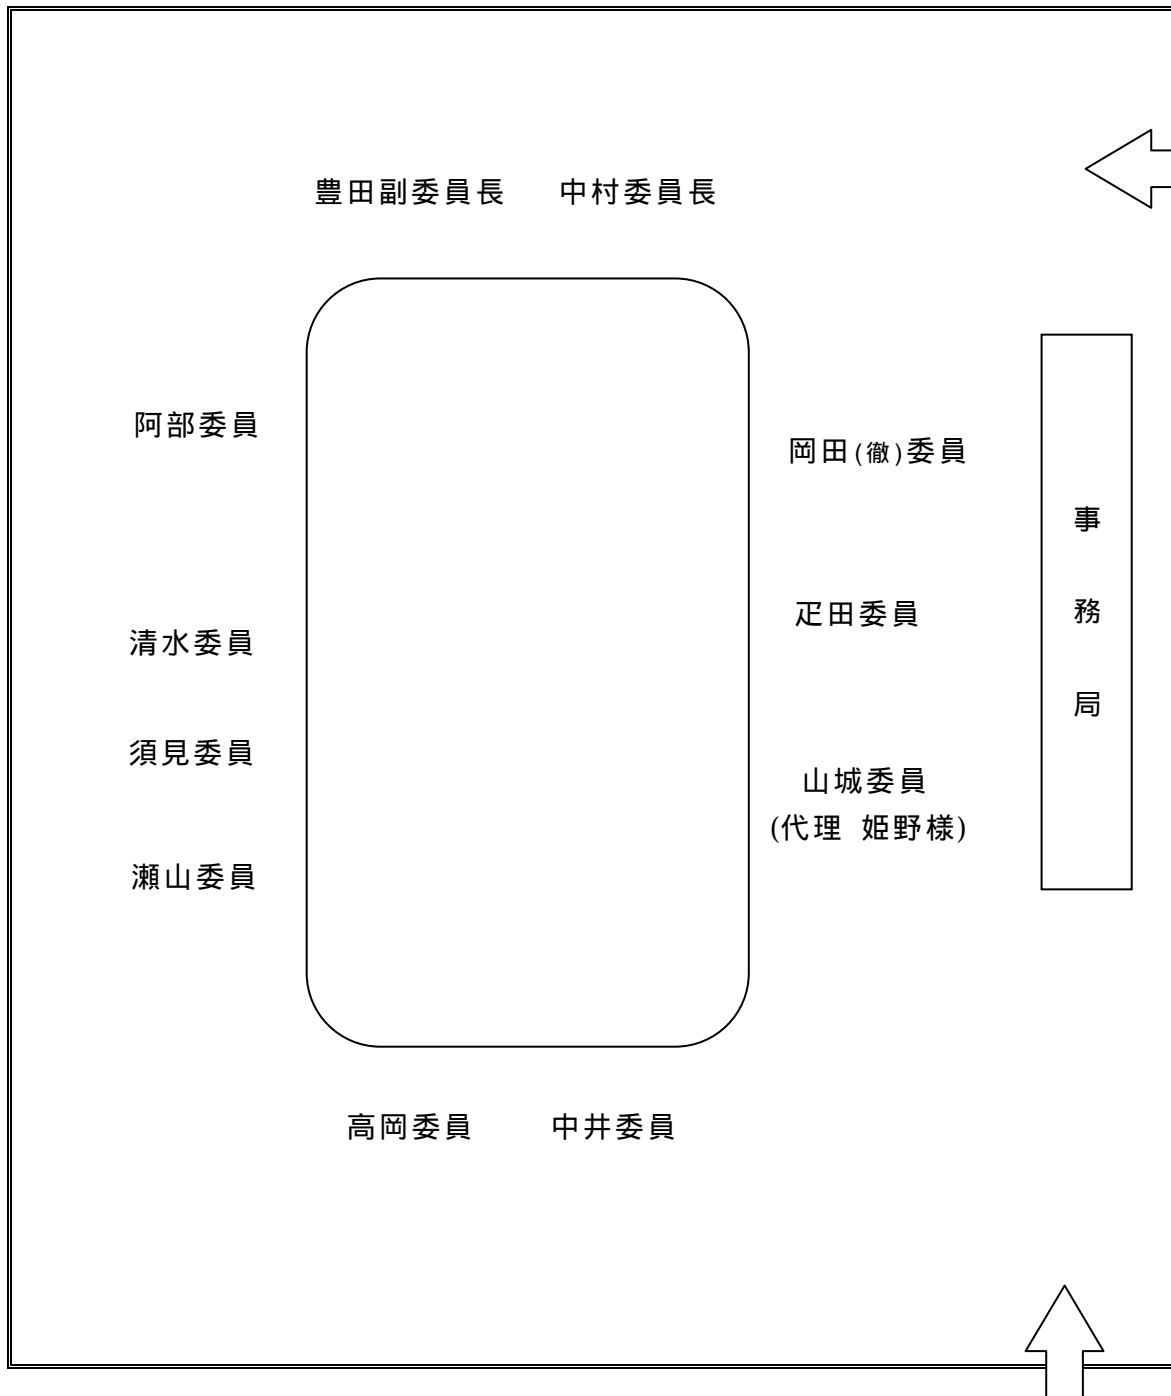 豊田副委員長 中村委員長
阿部委員
岡田(徹)委員
事務局
疋田委員
清水委員
須見委員
山城委員
(代理 姫野様)
瀬山委員
高岡委員 中井委員